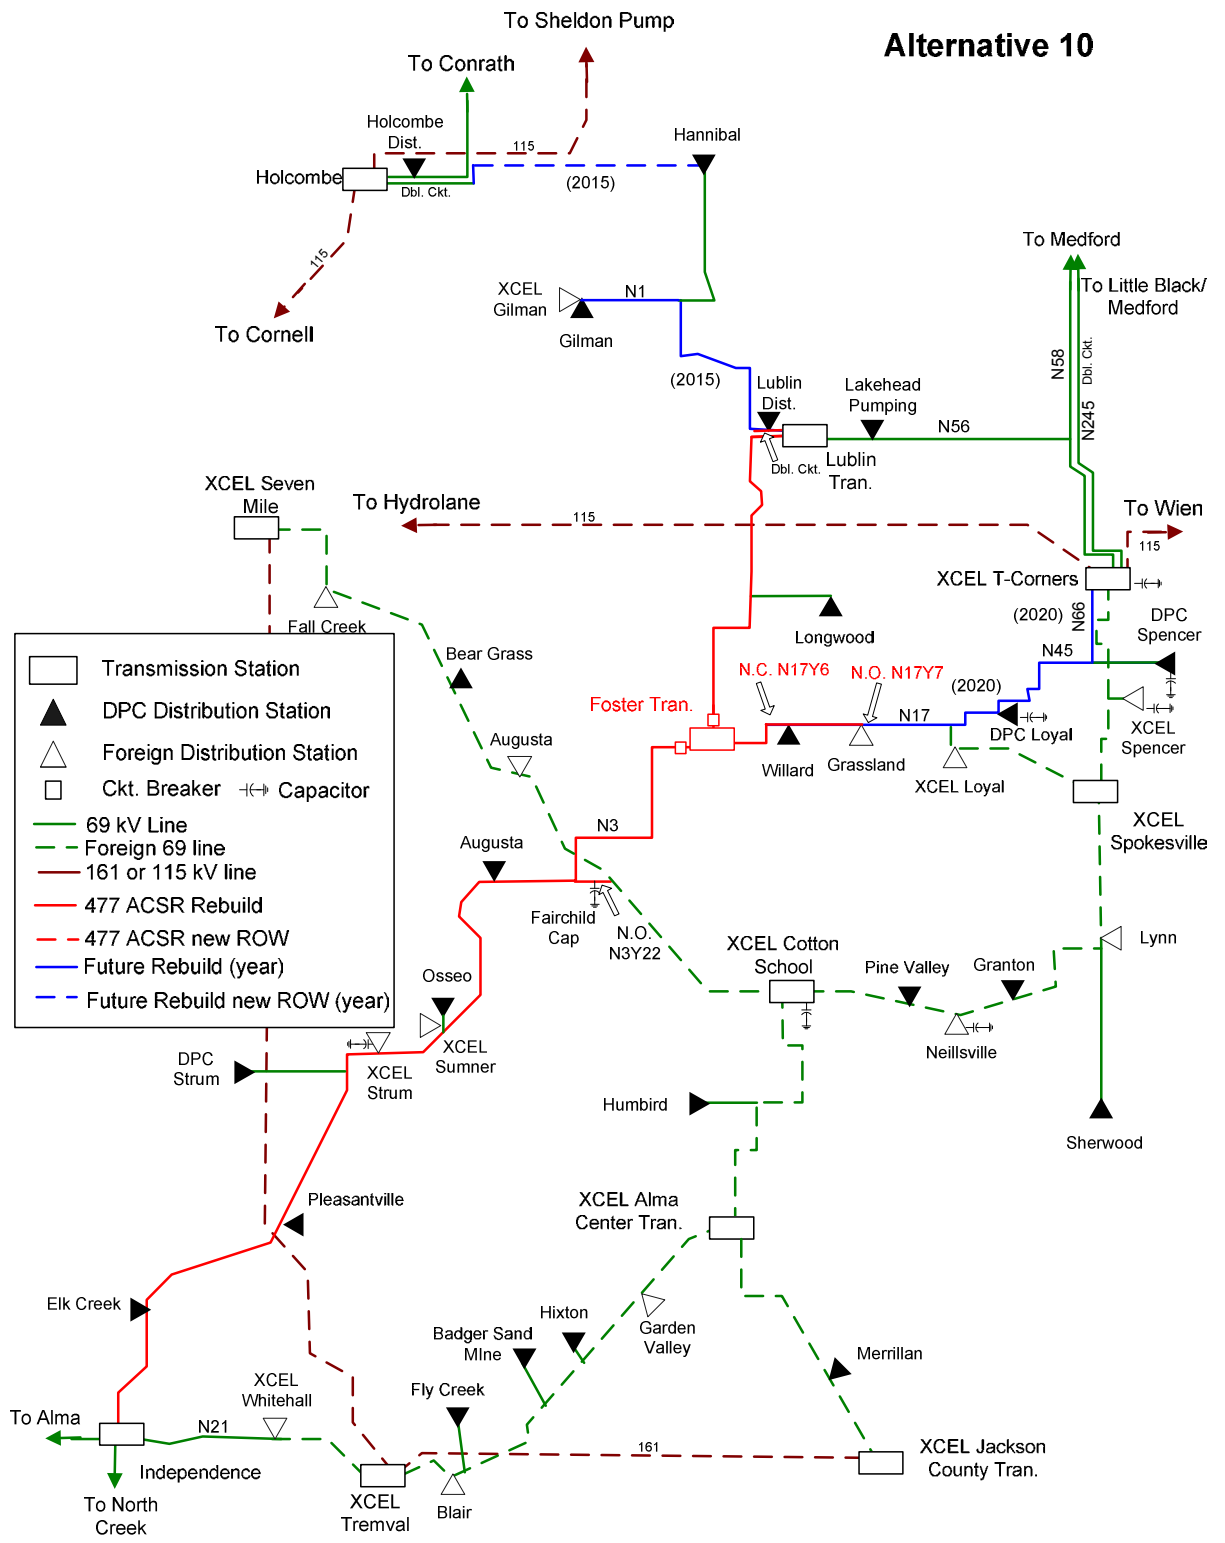 To Sheldon Pump
Alternative 10
To Conrath
Holcombe
Dist.
115
Hannibal
Holcombe
Dbl. Ckt.
(2015)
To Medford
115
XCEL
Gilman
N1
To Little Black/
Medford
To Cornell
Gilman
N58
Dbl. Ckt.
(2015)
Lublin
Dist.
Lakehead
Pumping
N245
N56
Lublin
Tran.
Dbl. Ckt.
XCEL Seven
Mile
To Hydrolane
115
To Wien
115
XCEL T-Corners
Fall Creek
Longwood
(2020)
N66
DPC
Spencer
N45
Bear Grass
N.C. N17Y6
N.O. N17Y7
(2020)
Foster Tran.
N17
DPC Loyal
XCEL
Spencer
Augusta
Willard
Grassland
XCEL Loyal
Transmission Station
DPC Distribution Station
Foreign Distribution Station
Ckt. Breaker
Capacitor
69 kV Line
Foreign 69 line
161 or 115 kV line
477 ACSR Rebuild
477 ACSR new ROW
Future Rebuild (year)
Future Rebuild new ROW (year)
XCEL
Spokesville
N3
Augusta
Fairchild
Cap
N.O.
N3Y22
XCEL Cotton
School
Lynn
Pine Valley
Granton
Osseo
Neillsville
XCEL
Sumner
DPC
Strum
XCEL
Strum
Humbird
Sherwood
Pleasantville
XCEL Alma
Center Tran.
Elk Creek
Hixton
Garden
Valley
Badger Sand
MIne
Merrillan
XCEL
Whitehall
Fly Creek
To Alma
N21
161
XCEL Jackson
County Tran.
Independence
To North
Creek
XCEL
Tremval
Blair